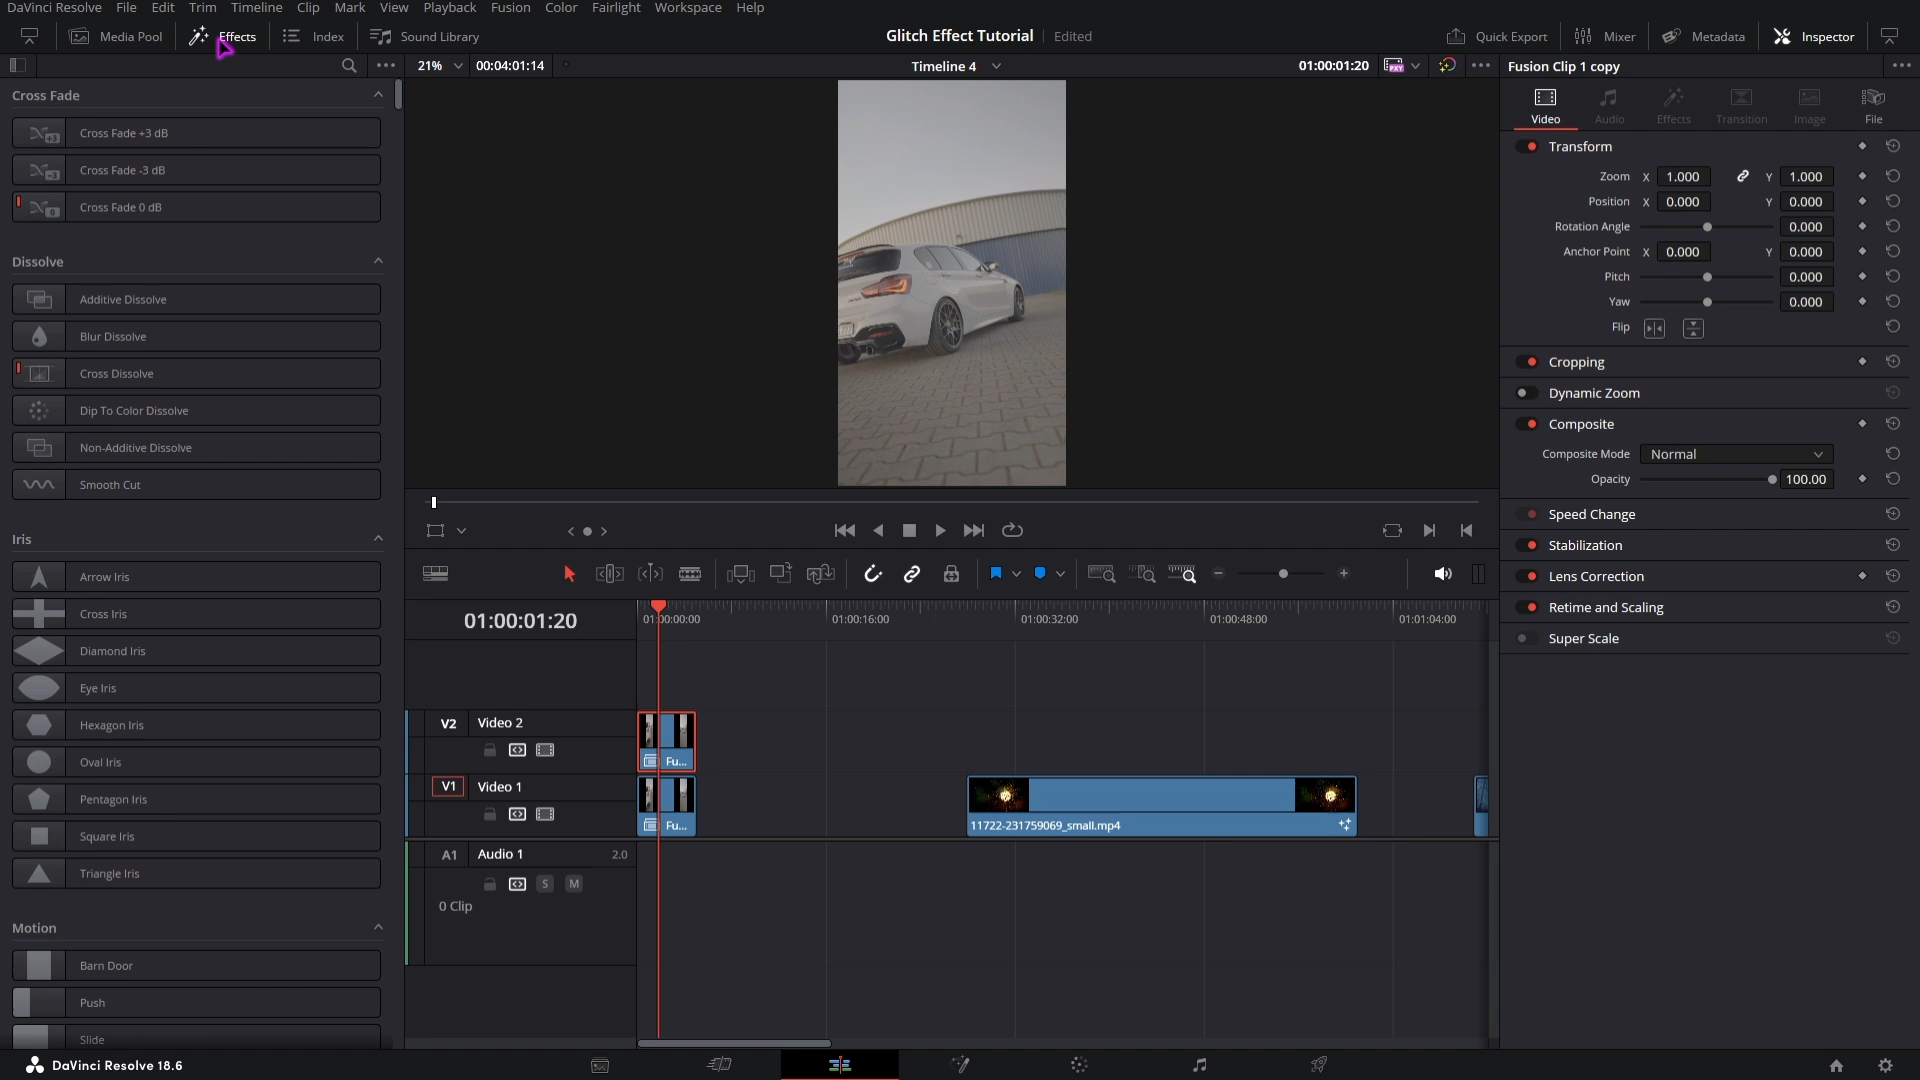 DaVinci Resolve File Edit Trim Timeline Clip Mark View Playback Fusion Color Fairlight Workspace Help
Media Pool Effects Index Sound Library Glitch Effect Tutorial Edited Quick Export Mixer Metadata Inspector
21% 00:04:01:14 Timeline 4 01:00:01:20 PXY Fusion Clip 1 copy
Video Audio Effects Transition Image File
Cross Fade
Cross Fade +3 dB
Cross Fade -3 dB
Cross Fade 0 dB
Dissolve
Additive Dissolve
Blur Dissolve
Cross Dissolve
Dip To Color Dissolve
Non-Additive Dissolve
Smooth Cut
Iris
Arrow Iris
Cross Iris
Diamond Iris
Eye Iris
Hexagon Iris
Oval Iris
Pentagon Iris
Square Iris
Triangle Iris
Motion
Barn Door
Push
Slide
Transform
Zoom X 1.000 Y 1.000
Position X 0.000 Y 0.000
Rotation Angle 0.000
Anchor Point X 0.000 Y 0.000
Pitch 0.000
Yaw 0.000
Flip
Cropping
Dynamic Zoom
Composite
Composite Mode Normal
Opacity 100.00
Speed Change
Stabilization
Lens Correction
Retime and Scaling
Super Scale
01:00:01:20
01:00:00:00 01:00:16:00 01:00:32:00 01:00:48:00 01:01:04:00
V2 Video 2
Fu...
V1 Video 1
Fu...
11722-231759069_small.mp4
A1 Audio 1 2.0
S M
0 Clip
DaVinci Resolve 18.6